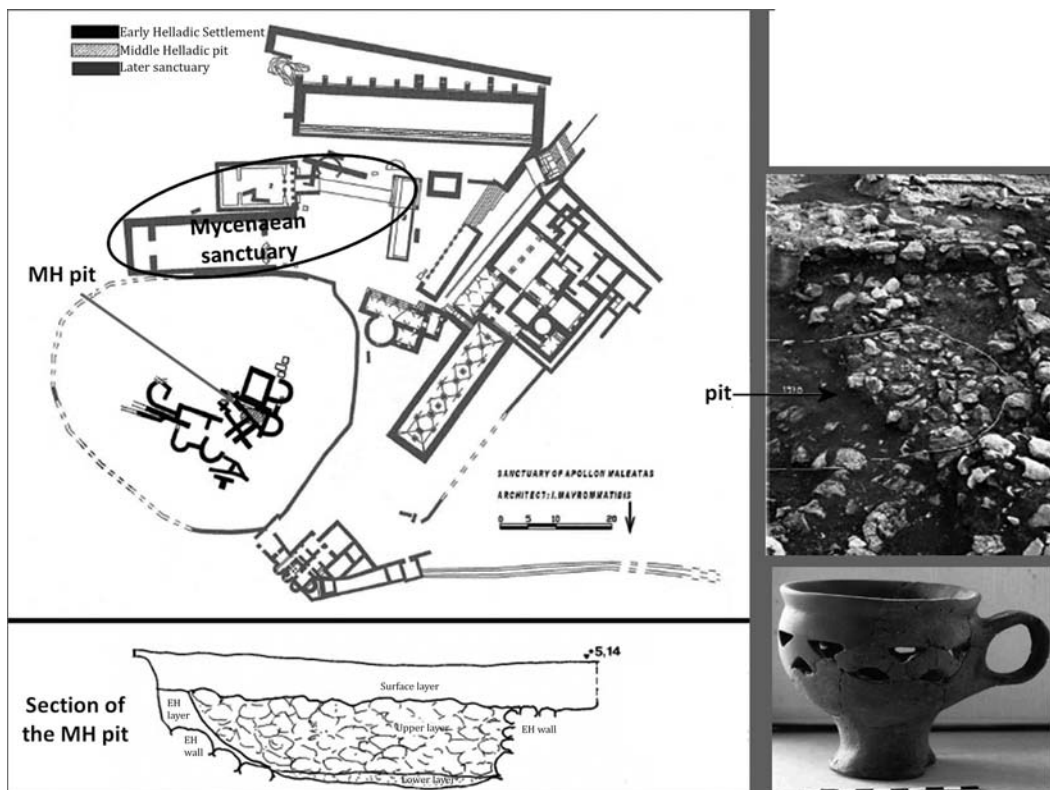 Early Helladic Settlement
Middle Helladic pit
Later sanctuary
Mycenaean
sanctuary
MH pit
pit
SANCTUARY OF APOLLON MALEATAS
ARCHITECT: I. MAVROMMATIDIS
0 5 10 20
Section of
the MH pit
5,14
Surface layer
EH
layer
Upper layer
EH wall
EH
wall
Lower layer